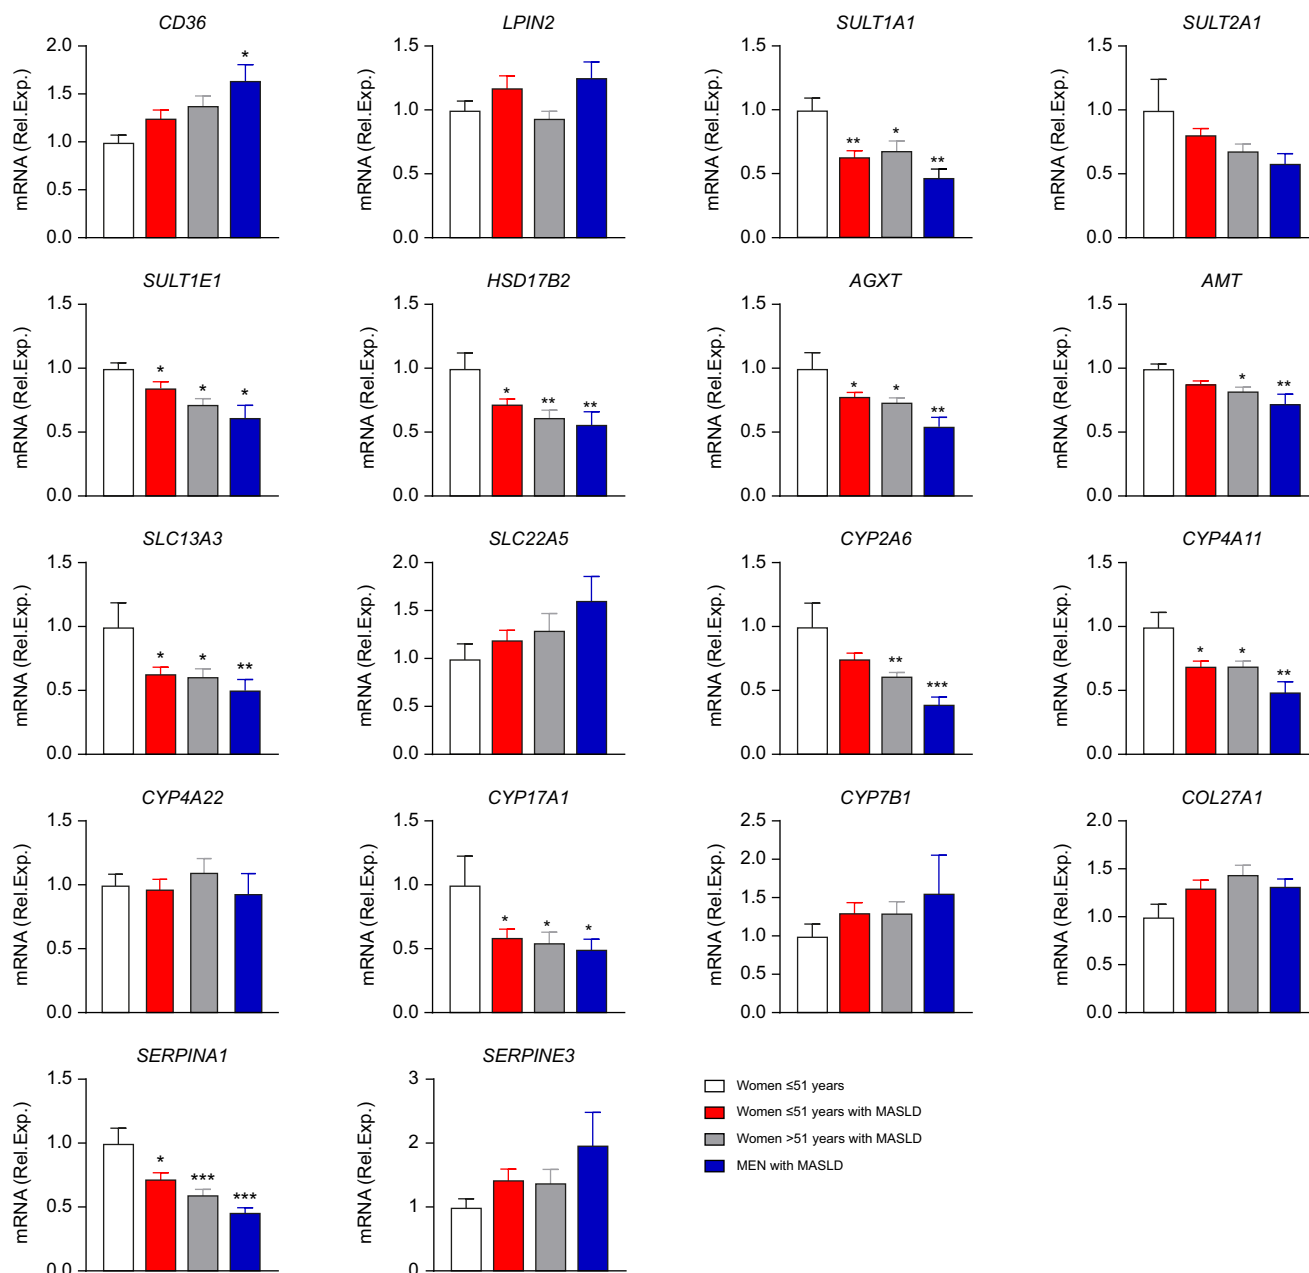 CD36
mRNA (Rel.Exp.)
2.0
1.5
1.0
0.5
0.0
*
LPIN2
mRNA (Rel.Exp.)
1.5
1.0
0.5
0.0
SULT1A1
mRNA (Rel.Exp.)
1.5
1.0
0.5
0.0
**
*
**
SULT2A1
mRNA (Rel.Exp.)
1.5
1.0
0.5
0.0
SULT1E1
mRNA (Rel.Exp.)
1.5
1.0
0.5
0.0
*
*
*
HSD17B2
mRNA (Rel.Exp.)
1.5
1.0
0.5
0.0
*
**
**
AGXT
mRNA (Rel.Exp.)
1.5
1.0
0.5
0.0
*
*
**
AMT
mRNA (Rel.Exp.)
1.5
1.0
0.5
0.0
*
**
SLC13A3
mRNA (Rel.Exp.)
1.5
1.0
0.5
0.0
*
*
**
SLC22A5
mRNA (Rel.Exp.)
2.0
1.5
1.0
0.5
0.0
CYP2A6
mRNA (Rel.Exp.)
1.5
1.0
0.5
0.0
**
***
CYP4A11
mRNA (Rel.Exp.)
1.5
1.0
0.5
0.0
*
*
**
CYP4A22
mRNA (Rel.Exp.)
1.5
1.0
0.5
0.0
CYP17A1
mRNA (Rel.Exp.)
1.5
1.0
0.5
0.0
*
*
*
CYP7B1
mRNA (Rel.Exp.)
2.5
2.0
1.5
1.0
0.5
0.0
COL27A1
mRNA (Rel.Exp.)
2.0
1.5
1.0
0.5
0.0
SERPINA1
mRNA (Rel.Exp.)
1.5
1.0
0.5
0.0
*
***
***
SERPINE3
mRNA (Rel.Exp.)
3
2
1
0
Women ≤51 years
Women ≤51 years with MASLD
Women >51 years with MASLD
MEN with MASLD